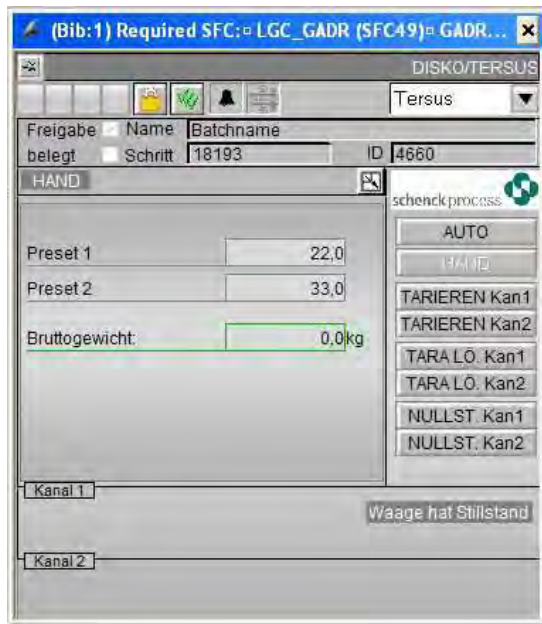 (Bib:1) Required SFC:¤ LGC_GADR (SFC49)¤ GADR...
DISKO/TERSUS
Tersus
Freigabe Name Batchname
belegt Schritt 18193 ID 4660
HAND
schenck process
AUTO
HAND
Preset 1 22,0
Preset 2 33,0
TARIEREN Kan1
TARIEREN Kan2
Bruttogewicht: 0,0 kg
TARA LÖ. Kan1
TARA LÖ. Kan2
NULLST. Kan1
NULLST. Kan2
Kanal 1
Waage hat Stillstand
Kanal 2